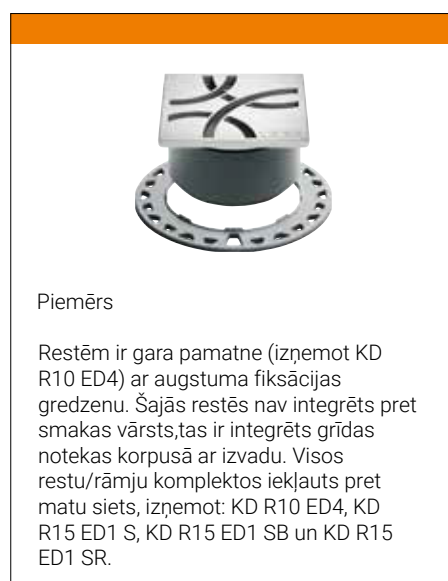 Piemērs
Restēm ir gara pamatne (izņemot KD
R10 ED4) ar augstuma fiksācijas
gredzenu. Šajās restēs nav integrēts pret
smakas vārsts,tas ir integrēts grīdas
notekas korpusā ar izvadu. Visos
restu/rāmju komplektos iekļauts pret
matu siets, izņemot: KD R10 ED4, KD
R15 ED1 S, KD R15 ED1 SB un KD R15
ED1 SR.